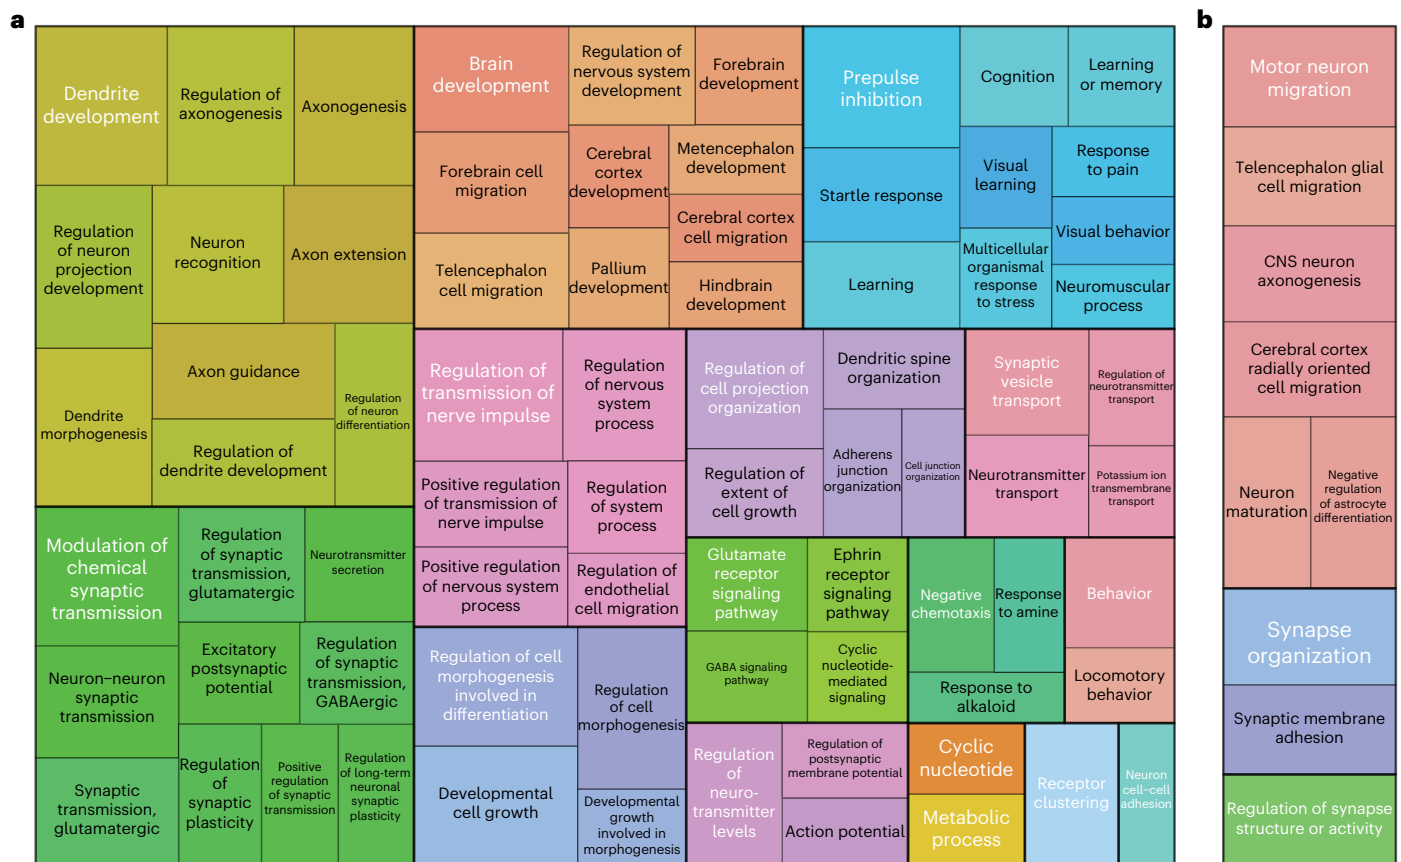 a
Dendrite
development
Regulation of
axonogenesis
Axonogenesis
Regulation
of neuron
projection
development
Neuron
recognition
Axon extension
Dendrite
morphogenesis
Axon guidance
Regulation of
dendrite development
Regulation
of neuron
differentiation
Modulation of
chemical
synaptic
transmission
Regulation
of synaptic
transmission,
glutamatergic
Neurotransmitter
secretion
Neuron–neuron
synaptic
transmission
Excitatory
postsynaptic
potential
Regulation
of synaptic
transmission,
GABAergic
Synaptic
transmission,
glutamatergic
Regulation
of
synaptic
plasticity
Positive
regulation
of synaptic
transmission
Regulation
of long-term
neuronal
synaptic
plasticity
Brain
development
Regulation of
nervous system
development
Forebrain
development
Forebrain cell
migration
Cerebral
cortex
development
Metencephalon
development
Cerebral cortex
cell migration
Telencephalon
cell migration
Pallium
development
Hindbrain
development
Prepulse
inhibition
Cognition
Learning
or memory
Startle response
Visual
learning
Response
to pain
Visual behavior
Learning
Multicellular
organismal
response
to stress
Neuromuscular
process
Regulation of
transmission of
nerve impulse
Regulation
of nervous
system
process
Positive regulation
of transmission of
nerve impulse
Regulation
of system
process
Positive regulation
of nervous system
process
Regulation of
endothelial
cell migration
Regulation of
cell projection
organization
Dendritic spine
organization
Regulation of
extent of
cell growth
Adherens
junction
organization
Cell junction
organization
Synaptic
vesicle
transport
Regulation of
neurotransmitter
transport
Neurotransmitter
transport
Potassium ion
transmembrane
transport
Regulation of cell
morphogenesis
involved in
differentiation
Regulation
of cell
morphogenesis
Developmental
cell growth
Developmental
growth
involved in
morphogenesis
Glutamate
receptor
signaling
pathway
Ephrin
receptor
signaling
pathway
GABA signaling
pathway
Cyclic
nucleotide-
mediated
signaling
Negative
chemotaxis
Response
to amine
Response to
alkaloid
Behavior
Locomotory
behavior
Regulation
of
neuro-
transmitter
levels
Regulation of
postsynaptic
membrane potential
Action potential
Cyclic
nucleotide
Metabolic
process
Receptor
clustering
Neuron
cell–cell
adhesion
b
Motor neuron
migration
Telencephalon glial
cell migration
CNS neuron
axonogenesis
Cerebral cortex
radially oriented
cell migration
Neuron
maturation
Negative
regulation
of astrocyte
differentiation
Synapse
organization
Synaptic membrane
adhesion
Regulation of synapse
structure or activity